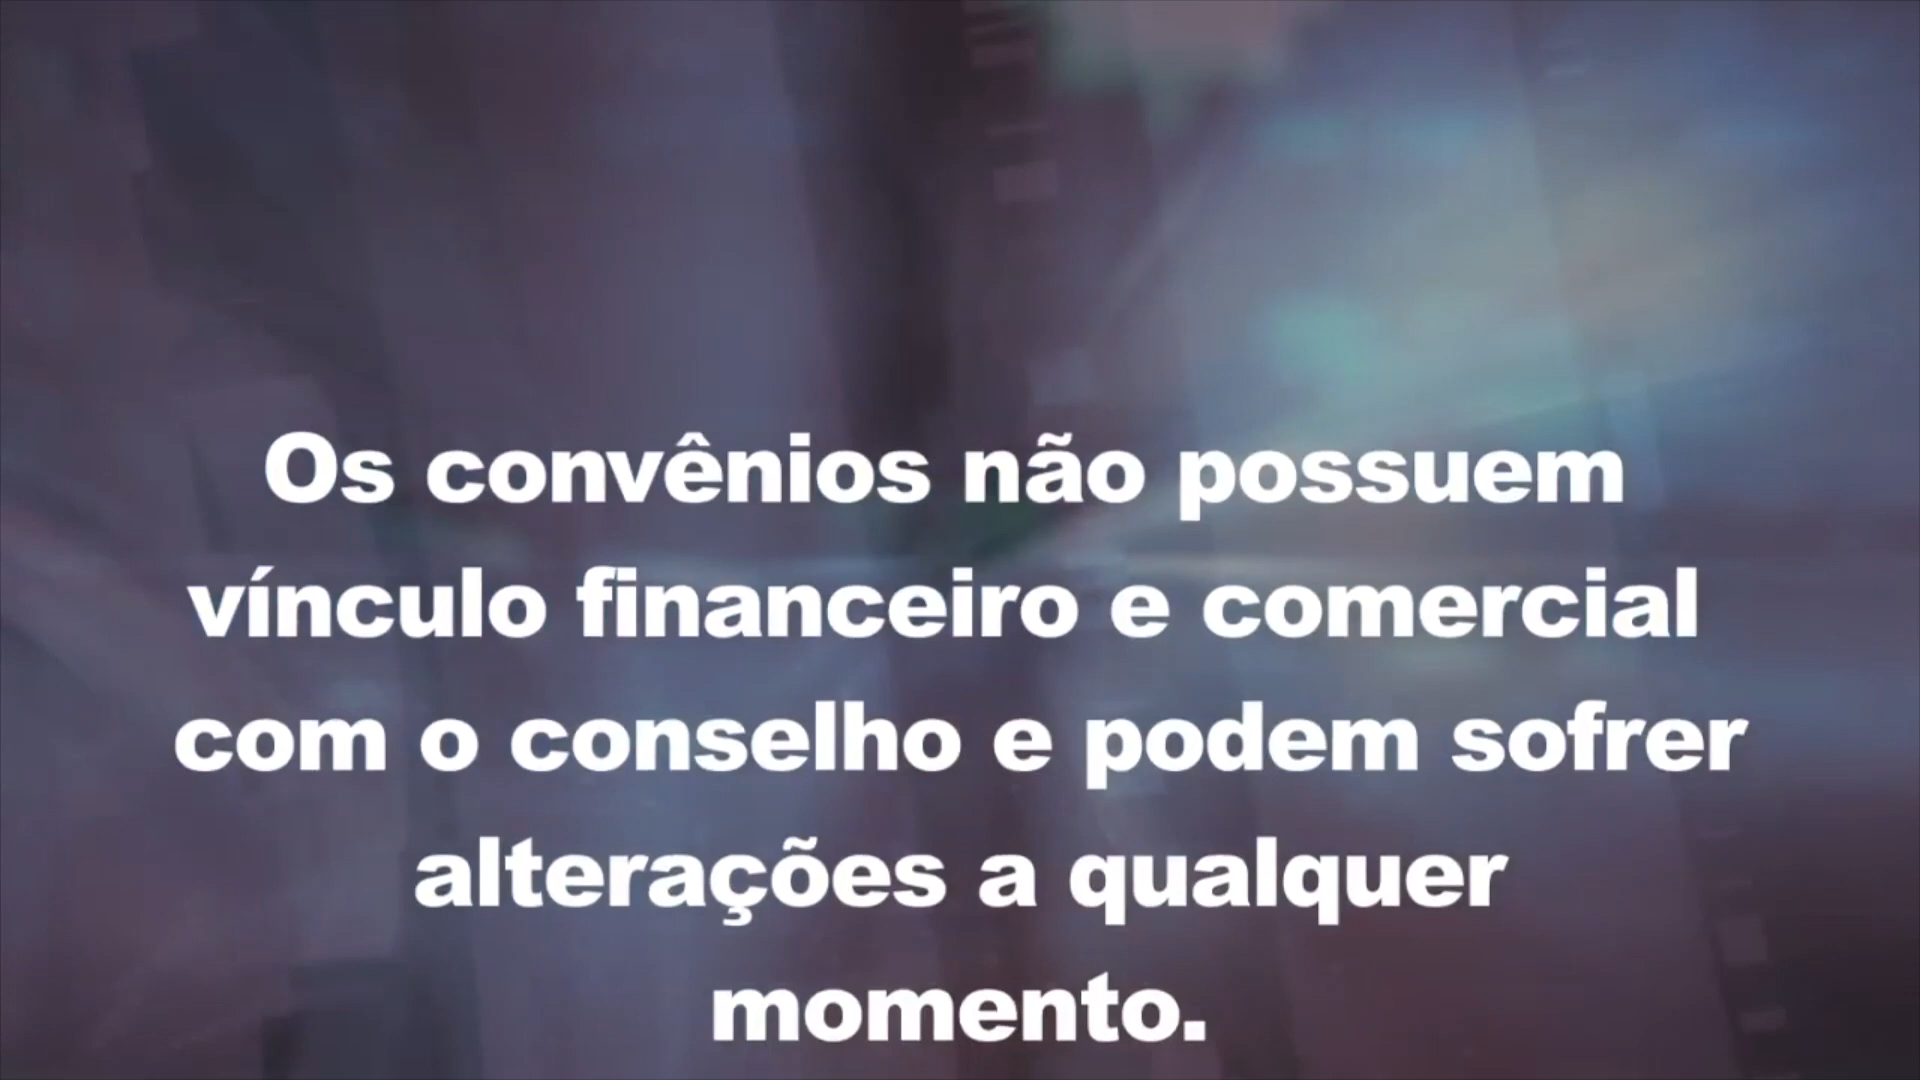 Os convênios não possuem
vínculo financeiro e comercial
com o conselho e podem sofrer
alterações a qualquer
momento.